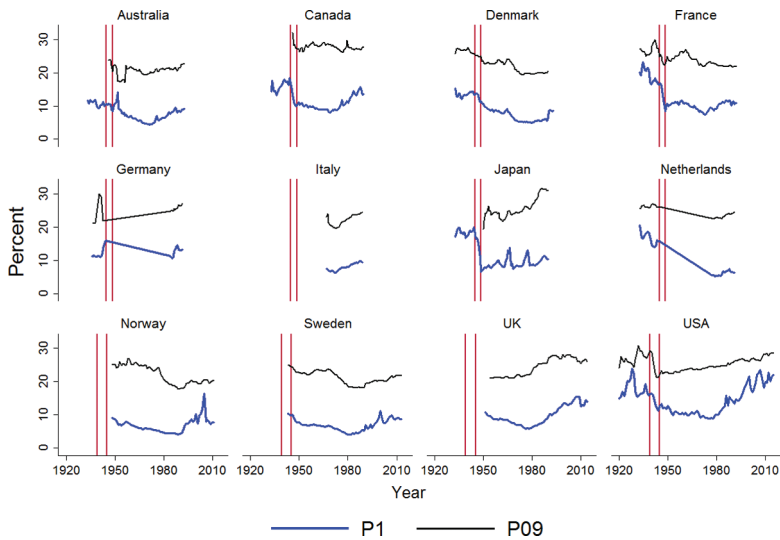 Australia
Canada
Denmark
France
30
20
10
0
Germany
Italy
Japan
Netherlands
Percent
30
20
10
0
Norway
Sweden
UK
USA
30
20
10
0
1920 1950 1980 2010 1920 1950 1980 2010 1920 1950 1980 2010 1920 1950 1980 2010
Year
P1 P09